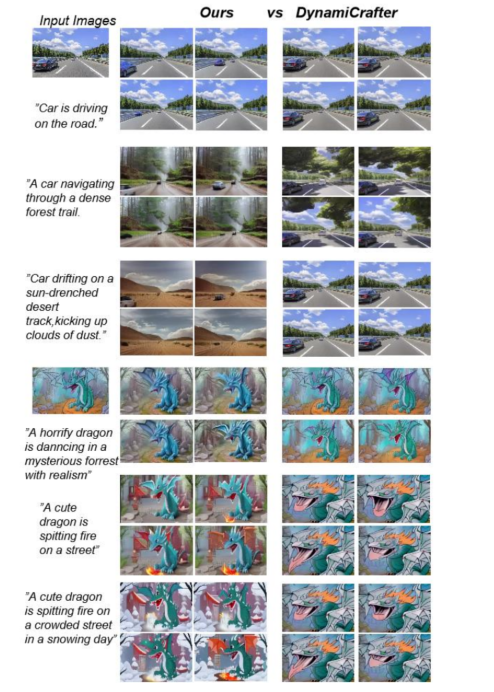 Ours vs DynamiCrafter
Input Images
"Car is driving
on the road."
"A car navigating
through a dense
forest trail.
"Car drifting on a
sun-drenched
desert
track,kicking up
clouds of dust."
"A horrify dragon
is danncing in a
mysterious forrest
with realism"
"A cute
dragon is
spitting fire
on a street"
"A cute dragon
is spitting fire on
a crowded street
in a snowing day"